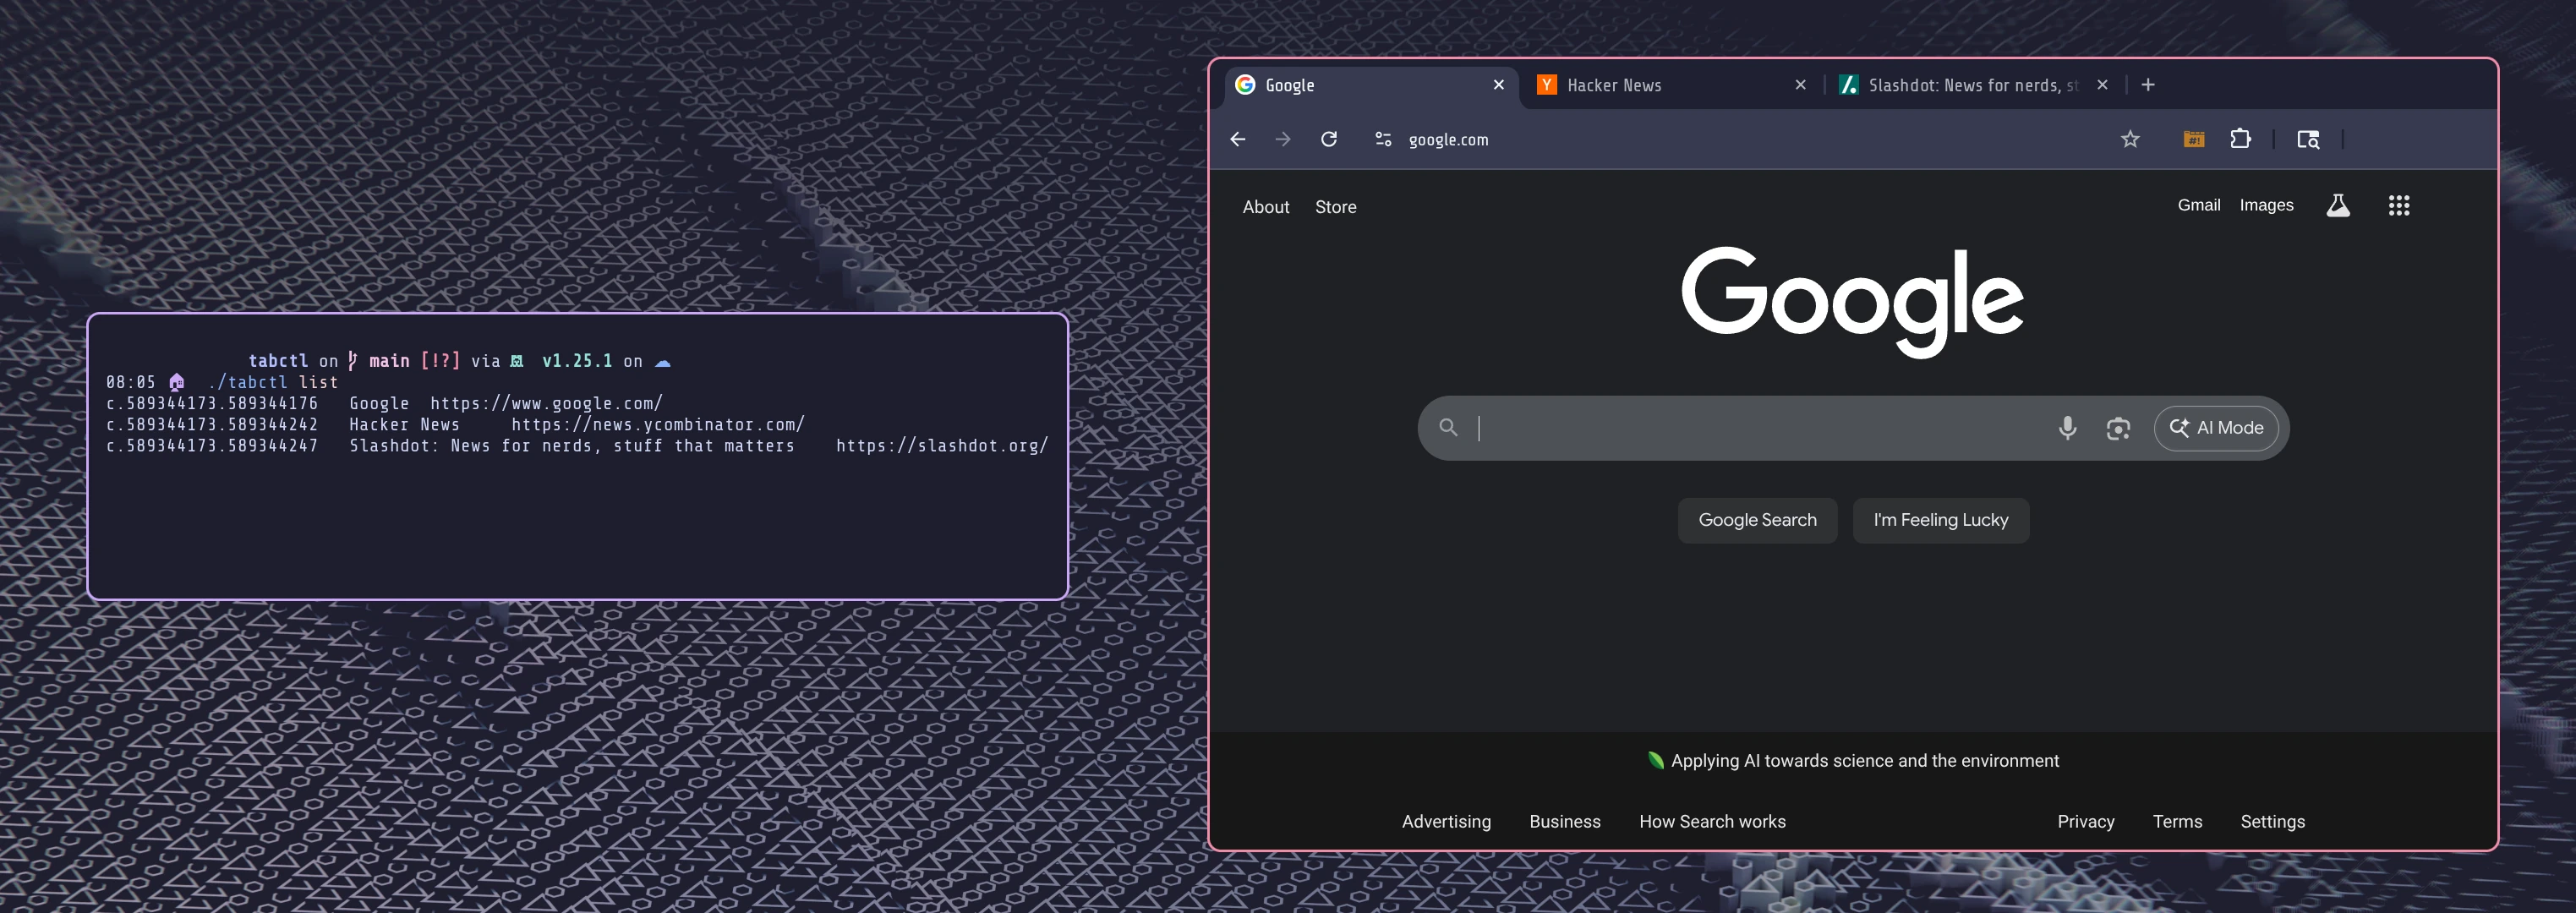 tabctl on main [!?] via v1.25.1 on
08:05 ./tabctl list
c.589344173.589344176 Google https://www.google.com/
c.589344173.589344242 Hacker News https://news.ycombinator.com/
c.589344173.589344247 Slashdot: News for nerds, stuff that matters https://slashdot.org/
Google Hacker News Slashdot: News for nerds, st
google.com
#!
About Store Gmail Images
Google
AI Mode
Google Search I'm Feeling Lucky
Applying AI towards science and the environment
Advertising Business How Search works Privacy Terms Settings